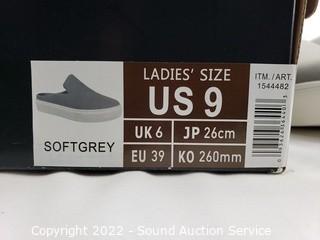 LADIES' SIZE
ITM./ART.
1544482
US 9
SOFTGREY
UK 6
JP 26cm
EU 39
KO 260mm
Copyright 2022 - Sound Auction Service